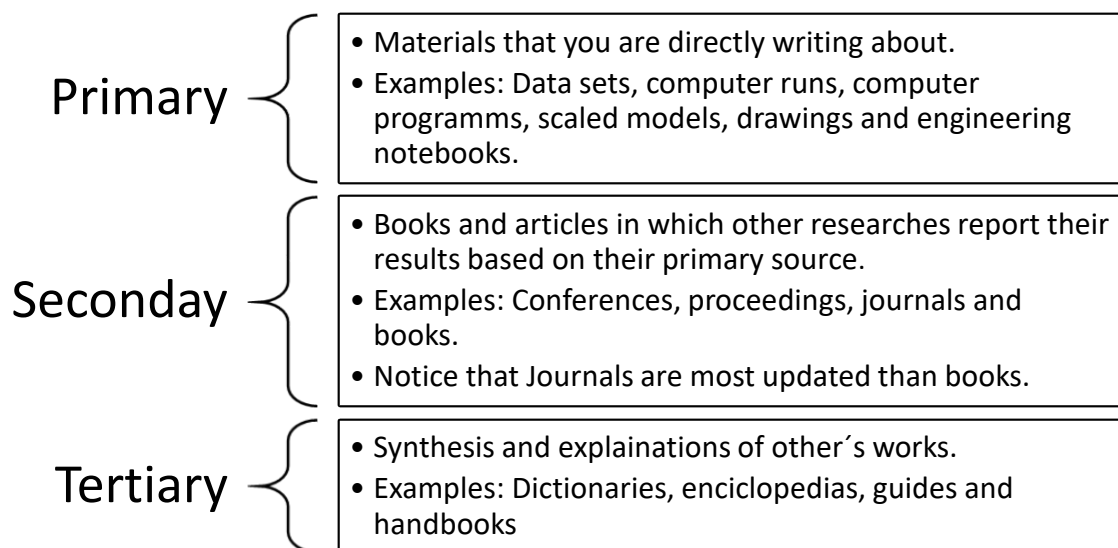 Primary
• Materials that you are directly writing about.
• Examples: Data sets, computer runs, computer
programms, scaled models, drawings and engineering
notebooks.
Seconday
• Books and articles in which other researches report their
results based on their primary source.
• Examples: Conferences, proceedings, journals and
books.
• Notice that Journals are most updated than books.
Tertiary
• Synthesis and explainations of other´s works.
• Examples: Dictionaries, enciclopedias, guides and
handbooks